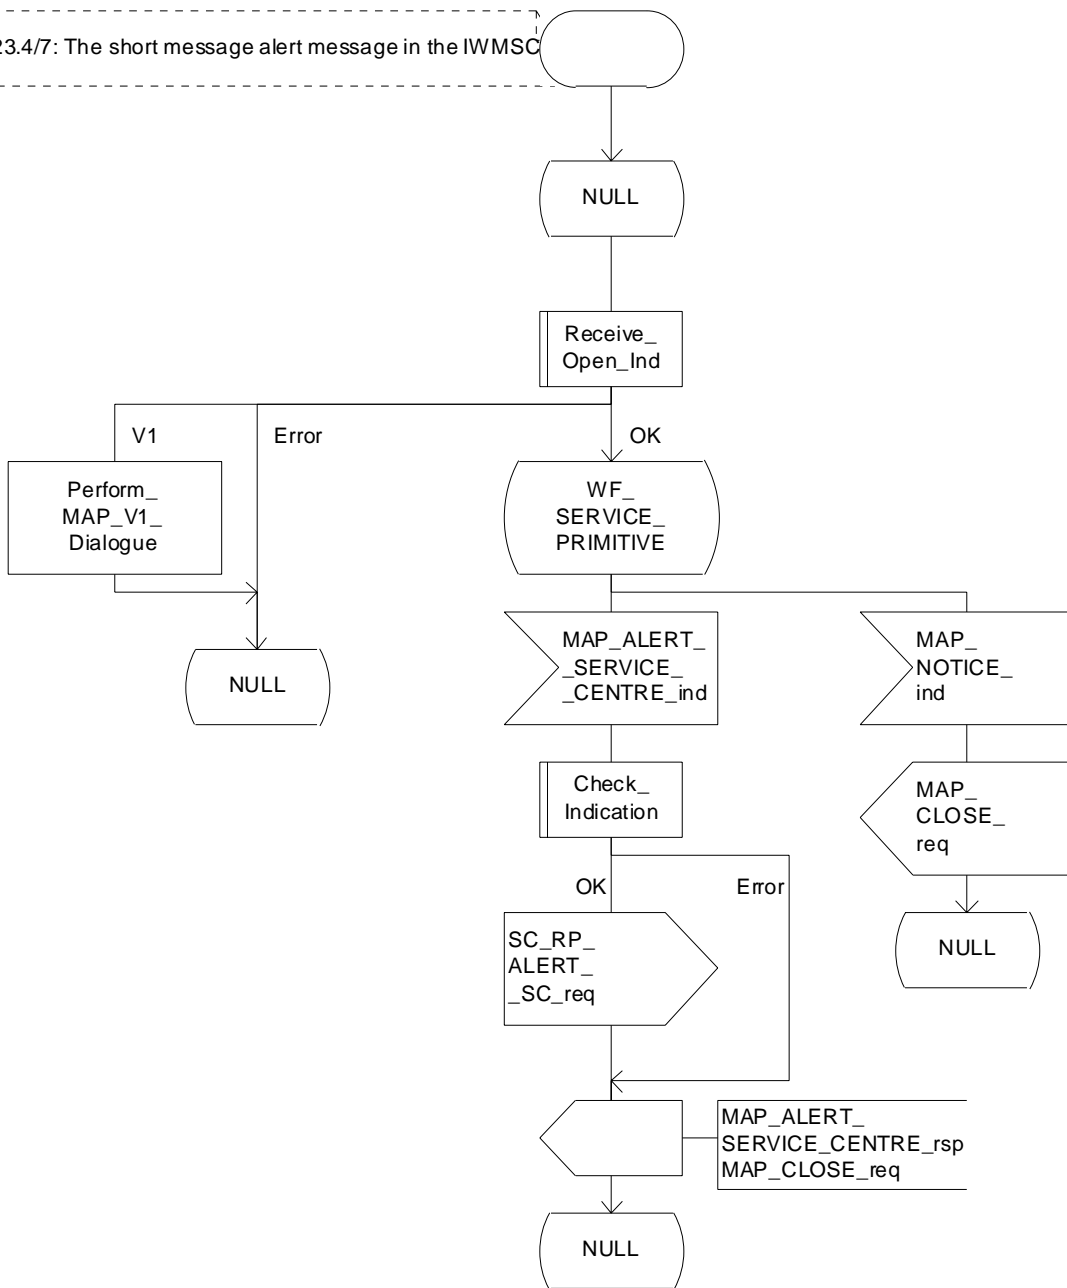 23.4/7: The short message alert message in the IWMSC
NULL
Receive_
Open_Ind
V1
Error
OK
Perform_
MAP_V1_
Dialogue
WF_
SERVICE_
PRIMITIVE
NULL
MAP_ALERT_
_SERVICE_
_CENTRE_ind
MAP_
NOTICE_
ind
Check_
Indication
MAP_
CLOSE_
req
OK
Error
SC_RP_
ALERT_
_SC_req
NULL
MAP_ALERT_
SERVICE_CENTRE_rsp
MAP_CLOSE_req
NULL